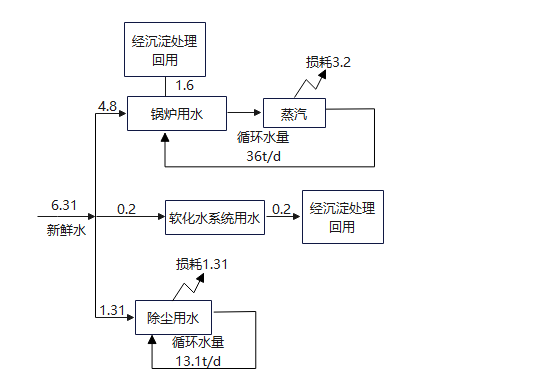 经沉淀处理
回用
损耗3.2
1.6
4.8
锅炉用水
蒸汽
循环水量
36t/d
6.31
新鲜水
0.2
软化水系统用水
0.2
经沉淀处理
回用
损耗1.31
1.31
除尘用水
循环水量
13.1t/d